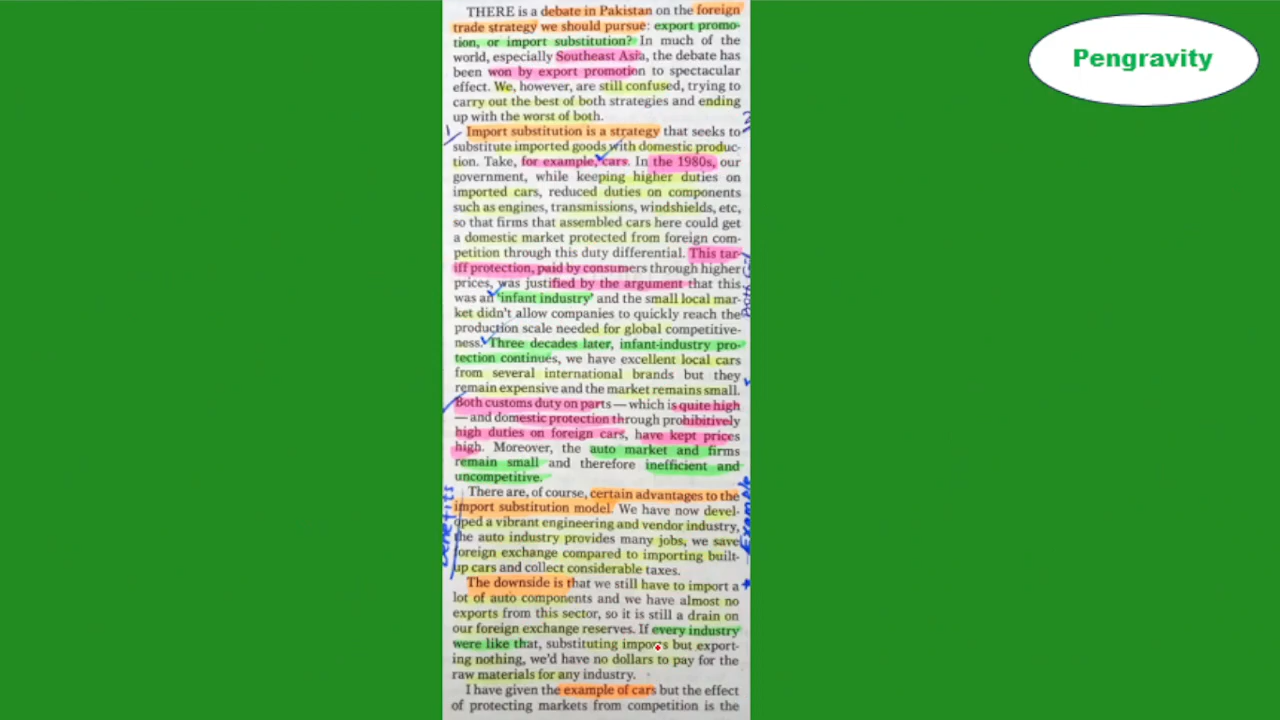 Pengravity
THERE is a debate in Pakistan on the foreign
trade strategy we should pursue: export promo-
tion, or import substitution? In much of the
world, especially Southeast Asia, the debate has
been won by export promotion to spectacular
effect. We, however, are still confused, trying to
carry out the best of both strategies and ending
up with the worst of both.
Import substitution is a strategy that seeks to
substitute imported goods with domestic produc-
tion. Take, for example, cars. In the 1980s, our
government, while keeping higher duties on
imported cars, reduced duties on components
such as engines, transmissions, windshields, etc,
so that firms that assembled cars here could get
a domestic market protected from foreign com-
petition through this duty differential. This tar-
iff protection, paid by consumers through higher
prices, was justified by the argument that this
was an 'infant industry' and the small local mar-
ket didn't allow companies to quickly reach the
production scale needed for global competitive-
ness. Three decades later, infant-industry pro-
tection continues, we have excellent local cars
from several international brands but they
remain expensive and the market remains small.
Both customs duty on parts — which is quite high
— and domestic protection through prohibitively
high duties on foreign cars, have kept prices
high. Moreover, the auto market and firms
remain small and therefore inefficient and
uncompetitive.
There are, of course, certain advantages to the
import substitution model. We have now devel-
oped a vibrant engineering and vendor industry,
the auto industry provides many jobs, we save
foreign exchange compared to importing built-
up cars and collect considerable taxes.
The downside is that we still have to import a
lot of auto components and we have almost no
exports from this sector, so it is still a drain on
our foreign exchange reserves. If every industry
were like that, substituting imports but export-
ing nothing, we'd have no dollars to pay for the
raw materials for any industry.
I have given the example of cars but the effect
of protecting markets from competition is the
1
2
Benefits
Example